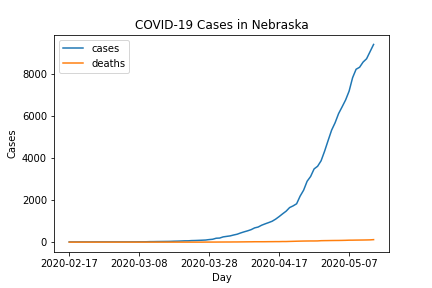 COVID-19 Cases in Nebraska
cases
deaths
8000
6000
4000
2000
0
Cases
2020-02-17 2020-03-08 2020-03-28 2020-04-17 2020-05-07
Day